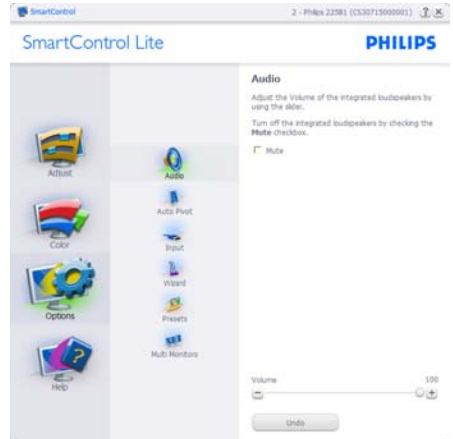 SmartControl
2 - Philips 225B1 (CS30715000001)
SmartControl Lite
PHILIPS
Adjust
Color
Options
Help
Audio
Auto Pivot
Input
Wizard
Presets
Multi Monitors
Audio
Adjust the Volume of the integrated loudspeakers by
using the slider.
Turn off the integrated loudspeakers by checking the
Mute checkbox.
Mute
Volume 100
Undo